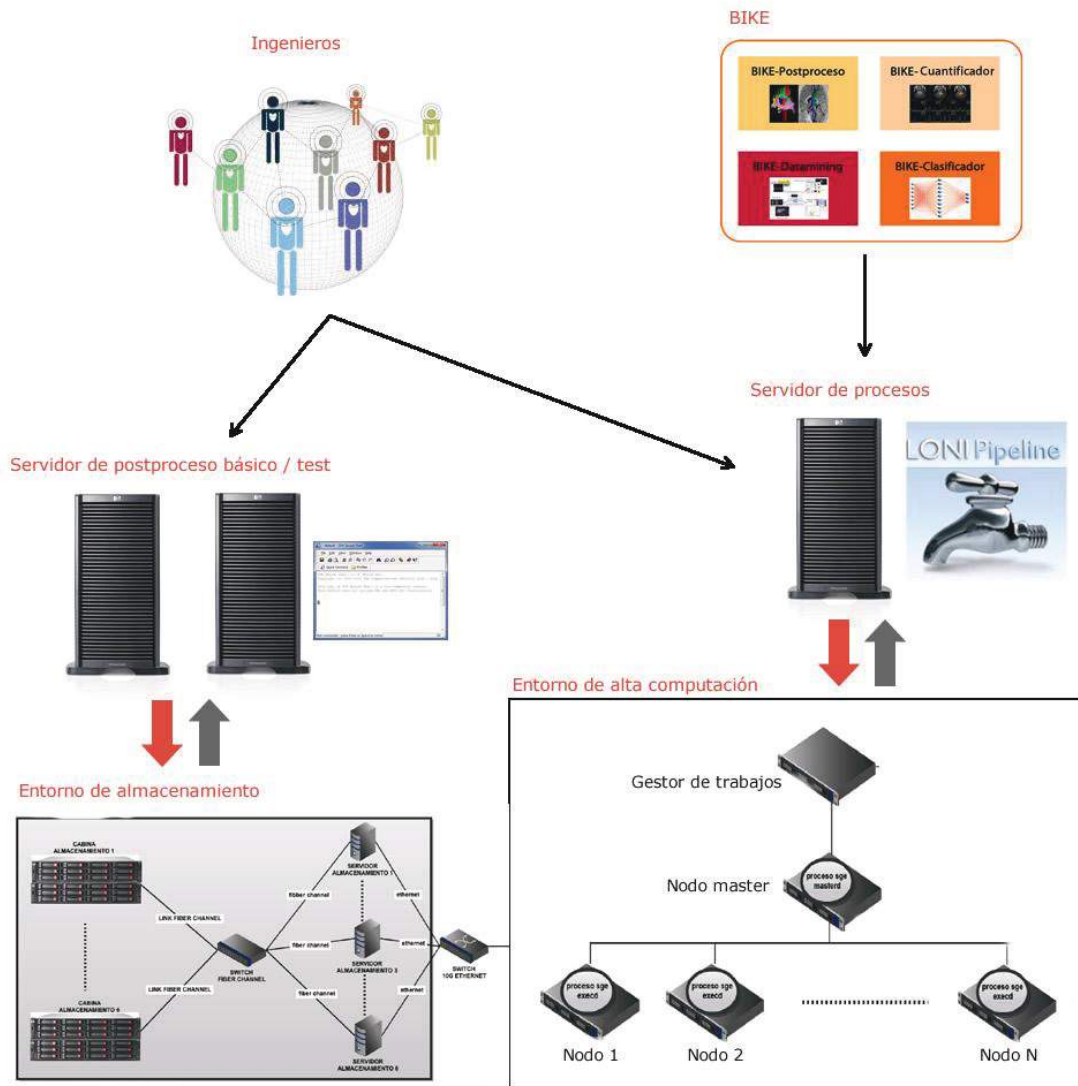 BIKE
Ingenieros
BIKE-Postproceso
BIKE- Cuantificador
BIKE-Datamining
BIKE-Clasificador
Servidor de procesos
LONI Pipeline
Servidor de postproceso básico / test
Entorno de alta computación
Gestor de trabajos
Nodo master
proceso sge
masterd
proceso sge
execd
proceso sge
execd
proceso sge
execd
Nodo 1
Nodo 2
Nodo N
Entorno de almacenamiento
CABINA
ALMACENAMIENTO 1
LINK FIBER CHANNEL
LINK FIBER CHANNEL
CABINA
ALMACENAMIENTO 6
SWITCH
FIBER CHANNEL
fibber channel
fiber channel
fiber channel
SERVIDOR
ALMACENAMIENTO 1
SERVIDOR
ALMACENAMIENTO 3
SERVIDOR
ALMACENAMIENTO 6
ethernet
ethernet
ethernet
SWITCH
10G ETHERNET